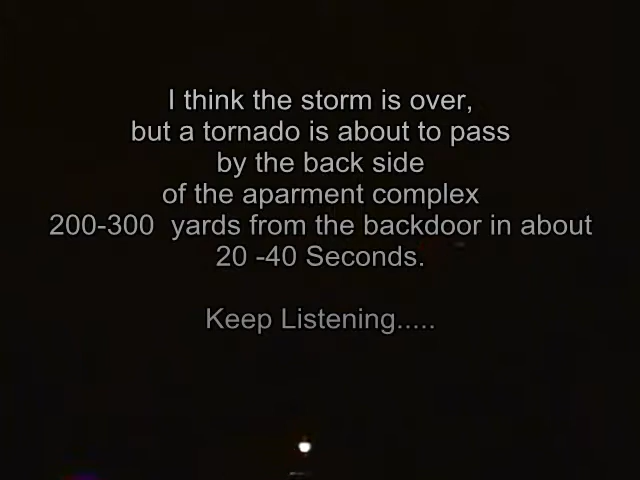 I think the storm is over,
but a tornado is about to pass
by the back side
of the aparment complex
200-300  yards from the backdoor in about
20 -40 Seconds.
Keep Listening.....